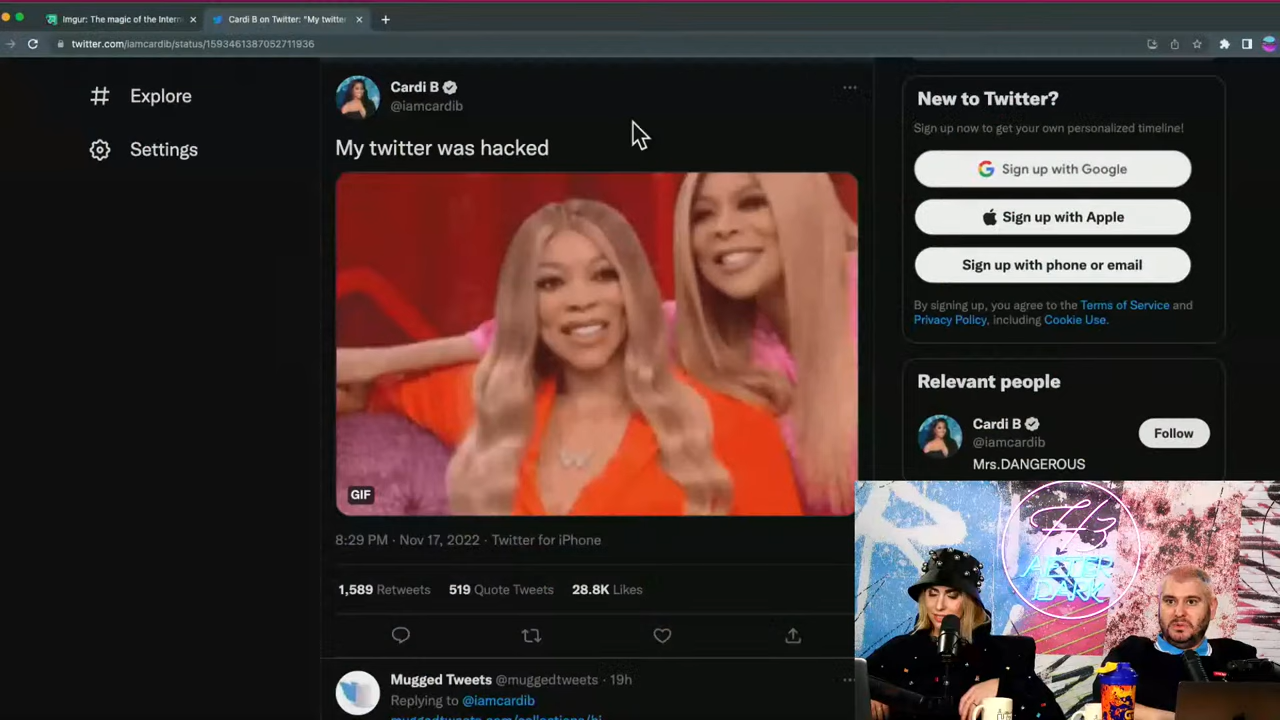 Imgur: The magic of the Intern
Cardi B on Twitter: "My twitter
twitter.com/iamcardib/status/1593461387052711936
Explore
Settings
Cardi B
@iamcardib
My twitter was hacked
GIF
8:29 PM · Nov 17, 2022 · Twitter for iPhone
1,589 Retweets 519 Quote Tweets 28.8K Likes
Mugged Tweets @muggedtweets · 19h
Replying to @iamcardib
New to Twitter?
Sign up now to get your own personalized timeline!
Sign up with Google
Sign up with Apple
Sign up with phone or email
By signing up, you agree to the Terms of Service and
Privacy Policy, including Cookie Use.
Relevant people
Cardi B
@iamcardib
Follow
Mrs.DANGEROUS
H3
AFTER
DARK